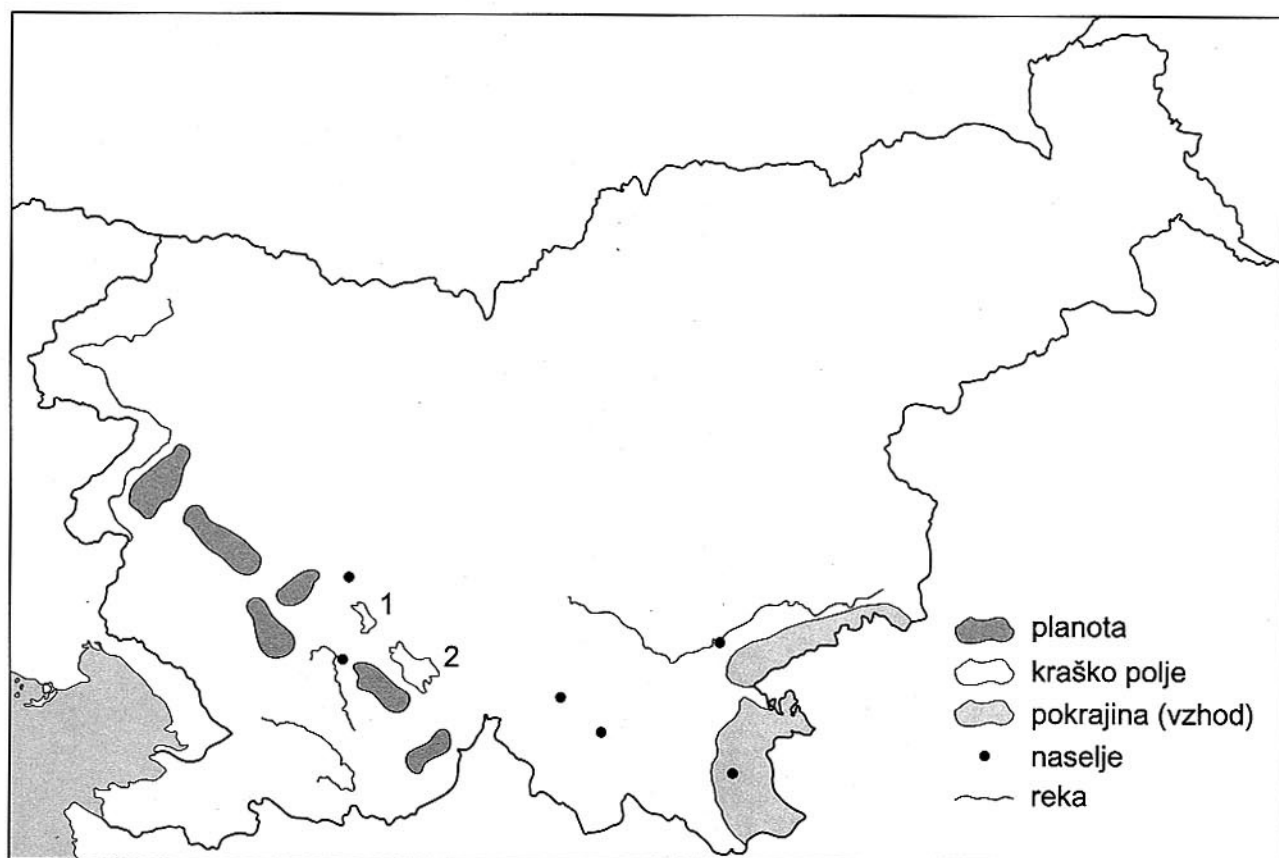 1
2
planota
kraško polje
pokrajina (vzhod)
naselje
reka